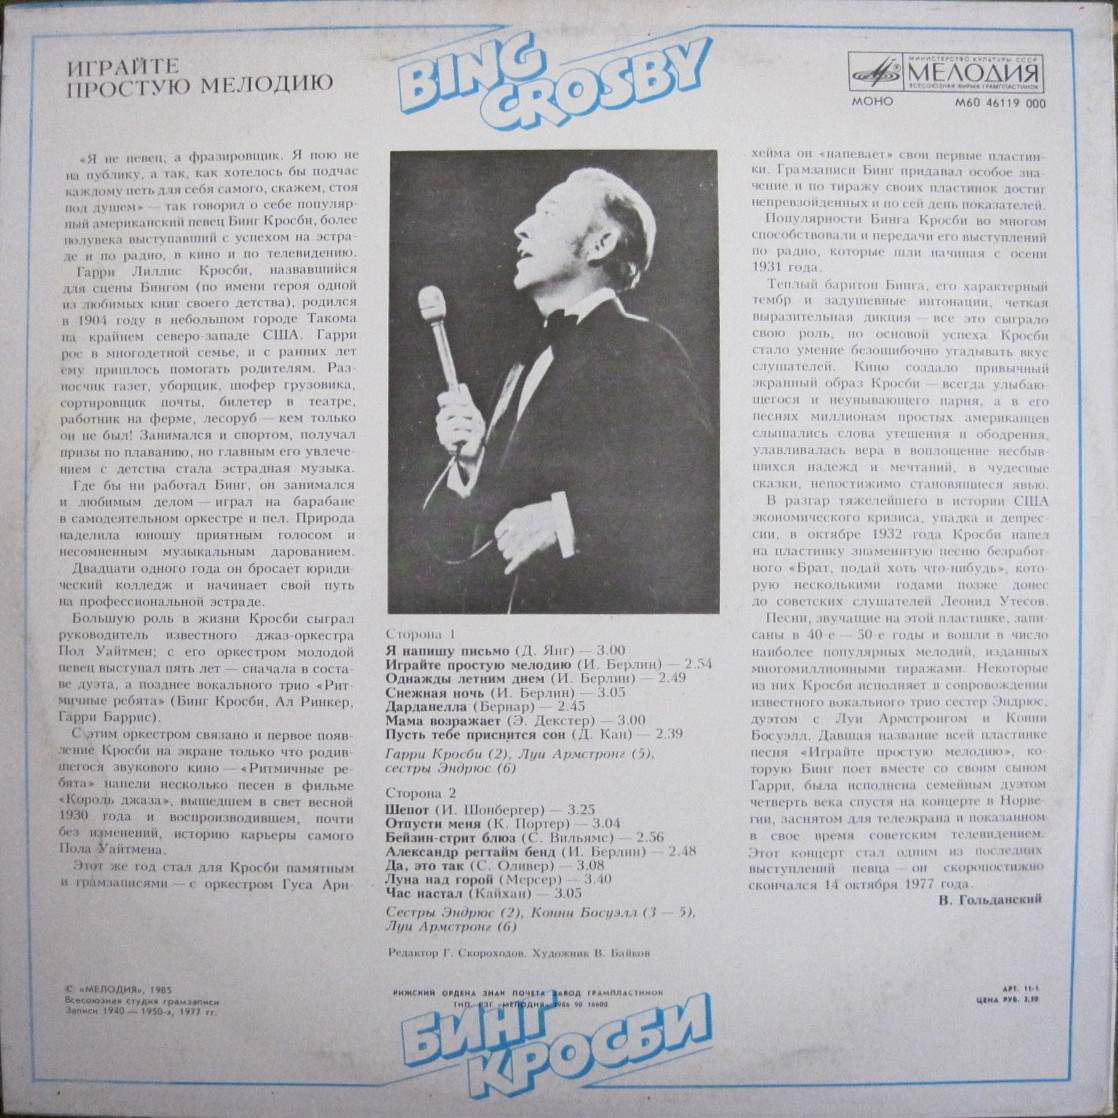 ИГРАЙТЕ
ПРОСТУЮ МЕЛОДИЮ
BING
CROSBY
МИНИСТЕРСТВО КУЛЬТУРЫ СССР
МЕЛОДИЯ
ВСЕСОЮЗНАЯ ФИРМА ГРАМПЛАСТИНОК
МОНО М60 46119 000
«Я не певец, а фразировщик. Я пою не
на публику, а так, как хотелось бы подчас
каждому петь для себя самого, скажем, стоя
под душем» — так говорил о себе популяр-
ный американский певец Бинг Кросби, более
полувека выступавший с успехом на эстра-
де и по радио, в кино и по телевидению.
Гарри Лиллис Кросби, назвавшийся
для сцены Бингом (по имени героя одной
из любимых книг своего детства), родился
в 1904 году в небольшом городе Такома
на крайнем северо-западе США. Гарри
рос в многодетной семье, и с ранних лет
ему пришлось помогать родителям. Раз-
носчик газет, уборщик, шофер грузовика,
сортировщик почты, билетер в театре,
работник на ферме, лесоруб — кем только
он не был! Занимался и спортом, получал
призы по плаванию, но главным его увлече-
нием с детства стала эстрадная музыка.
Где бы ни работал Бинг, он занимался
и любимым делом — играл на барабане
в самодеятельном оркестре и пел. Природа
наделила юношу приятным голосом и
несомненным музыкальным дарованием.
Двадцати одного года он бросает юриди-
ческий колледж и начинает свой путь
на профессиональной эстраде.
Большую роль в жизни Кросби сыграл
руководитель известного джаз-оркестра
Пол Уайтмен; с его оркестром молодой
певец выступал пять лет — сначала в соста-
ве дуэта, а позднее вокального трио «Рит-
мичные ребята» (Бинг Кросби, Ал Ринкер,
Гарри Баррис).
С этим оркестром связано и первое появ-
ление Кросби на экране только что родив-
шегося звукового кино — «Ритмичные ре-
бята» напели несколько песен в фильме
«Король джаза», вышедшем в свет весной
1930 года и воспроизводившем, почти
без изменений, историю карьеры самого
Пола Уайтмена.
Этот же год стал для Кросби памятным
и грамзаписями — с оркестром Гуса Арн-
Сторона 1
Я напишу письмо (Д. Янг) — 3.00
Играйте простую мелодию (И. Берлин) — 2.54
Однажды летним днем (И. Берлин) — 2.49
Снежная ночь (И. Берлин) — 3.05
Дарданелла (Бернар) — 2.45
Мама возражает (Э. Декстер) — 3.00
Пусть тебе приснится сон (Д. Кан) — 2.39
Гарри Кросби (2), Луи Армстронг (5),
сестры Эндрюс (6)
Сторона 2
Шепот (И. Шонбергер) — 3.25
Отпусти меня (К. Портер) — 3.04
Бейзин-стрит блюз (С. Вильямс) — 2.56
Александр регтайм бенд (И. Берлин) — 2.48
Да, это так (С. Оливер) — 3.08
Луна над горой (Мерсер) — 3.40
Час настал (Кайхан) — 3.05
Сестры Эндрюс (2), Конни Босуэлл (3 — 5),
Луи Армстронг (6)
Редактор Г. Скороходов. Художник В. Байков
хейма он «напевает» свои первые пластин-
ки. Грамзаписи Бинг придавал особое зна-
чение и по тиражу своих пластинок достиг
непревзойденных и по сей день показателей.
Популярности Бинга Кросби во многом
способствовали и передачи его выступлений
по радио, которые шли начиная с осени
1931 года.
Теплый баритон Бинга, его характерный
тембр и задушевные интонации, четкая
выразительная дикция — все это сыграло
свою роль, но основой успеха Кросби
стало умение безошибочно угадывать вкус
слушателей. Кино создало привычный
экранный образ Кросби — всегда улыбаю-
щегося и неунывающего парня, а в его
песнях миллионам простых американцев
слышались слова утешения и ободрения,
улавливалась вера в воплощение несбыв-
шихся надежд и мечтаний, в чудесные
сказки, непостижимо становящиеся явью.
В разгар тяжелейшего в истории США
экономического кризиса, упадка и депрес-
сии, в октябре 1932 года Кросби напел
на пластинку знаменитую песню безработ-
ного «Брат, подай хоть что-нибудь», кото-
рую несколькими годами позже донес
до советских слушателей Леонид Утесов.
Песни, звучащие на этой пластинке, запи-
саны в 40-е — 50-е годы и вошли в число
наиболее популярных мелодий, изданных
многомиллионными тиражами. Некоторые
из них Кросби исполняет в сопровождении
известного вокального трио сестер Эндрюс,
дуэтом с Луи Армстронгом и Конни
Босуэлл. Давшая название всей пластинке
песня «Играйте простую мелодию», ко-
торую Бинг поет вместе со своим сыном
Гарри, была исполнена семейным дуэтом
четверть века спустя на концерте в Норве-
гии, заснятом для телеэкрана и показанном
в свое время советским телевидением.
Этот концерт стал одним из последних
выступлений певца — он скоропостижно
скончался 14 октября 1977 года.
В. Гольданский
© «МЕЛОДИЯ», 1985
Всесоюзная студия грамзаписи
Записи 1940 — 1950-х, 1977 гг.
РИЖСКИЙ ОРДЕНА ЗНАК ПОЧЕТА ЗАВОД ГРАМПЛАСТИНОК
ТИП. РЗГ «МЕЛОДИЯ» 1986 90 16600
АРТ. 11-1
ЦЕНА РУБ.
БИНГ
КРОСБИ